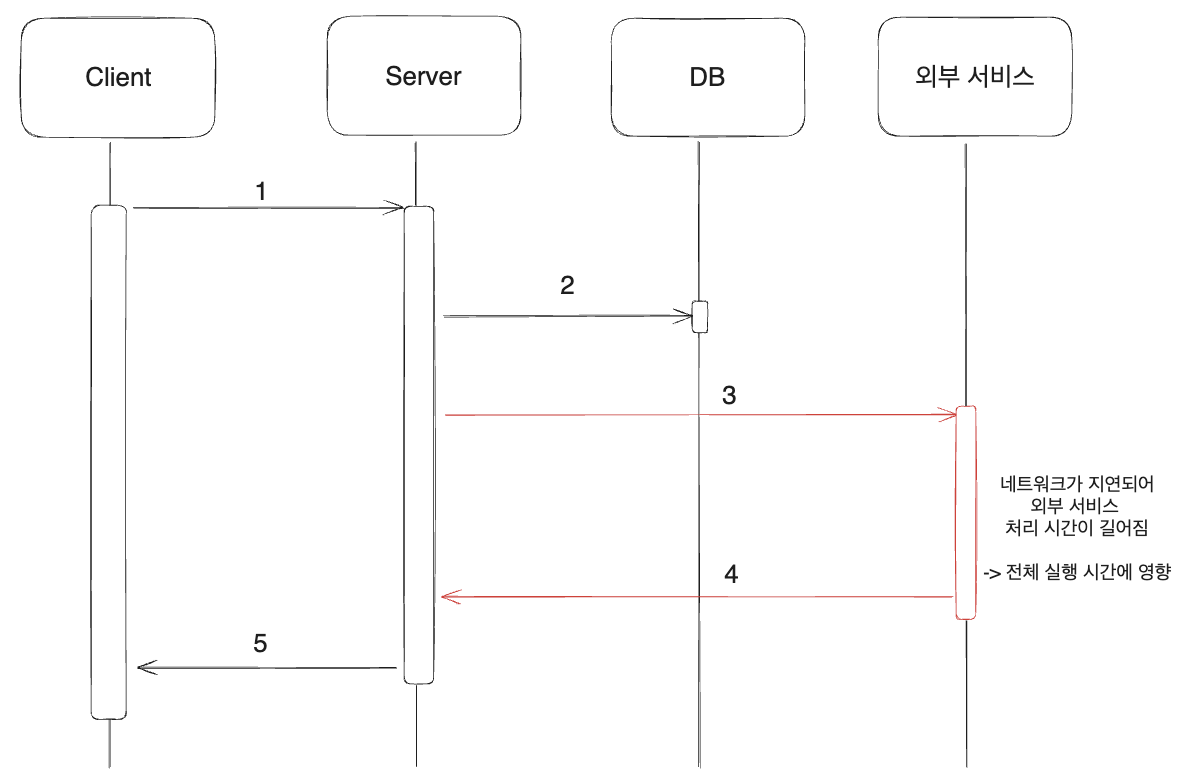 Client
Server
DB
외부 서비스
1
2
3
네트워크가 지연되어
외부 서비스
처리 시간이 길어짐
-> 전체 실행 시간에 영향
4
5